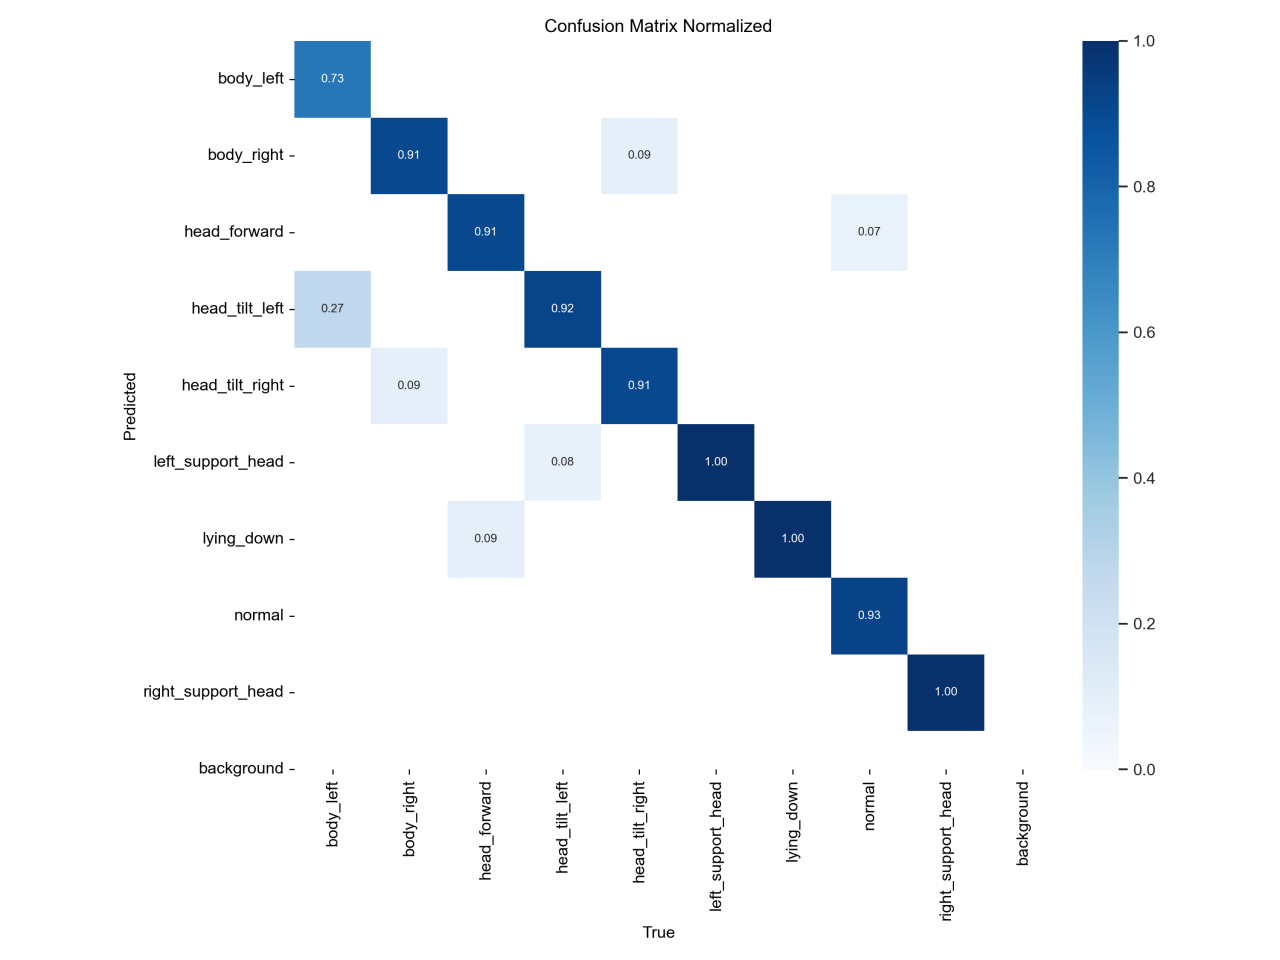 Confusion Matrix Normalized
body_left
0.73
body_right
0.91
0.09
head_forward
0.91
0.07
head_tilt_left
0.27
0.92
head_tilt_right
0.09
0.91
left_support_head
0.08
1.00
lying_down
0.09
1.00
normal
0.93
right_support_head
1.00
background
Predicted
body_left
body_right
head_forward
head_tilt_left
head_tilt_right
left_support_head
lying_down
normal
right_support_head
background
True
1.0
0.8
0.6
0.4
0.2
0.0